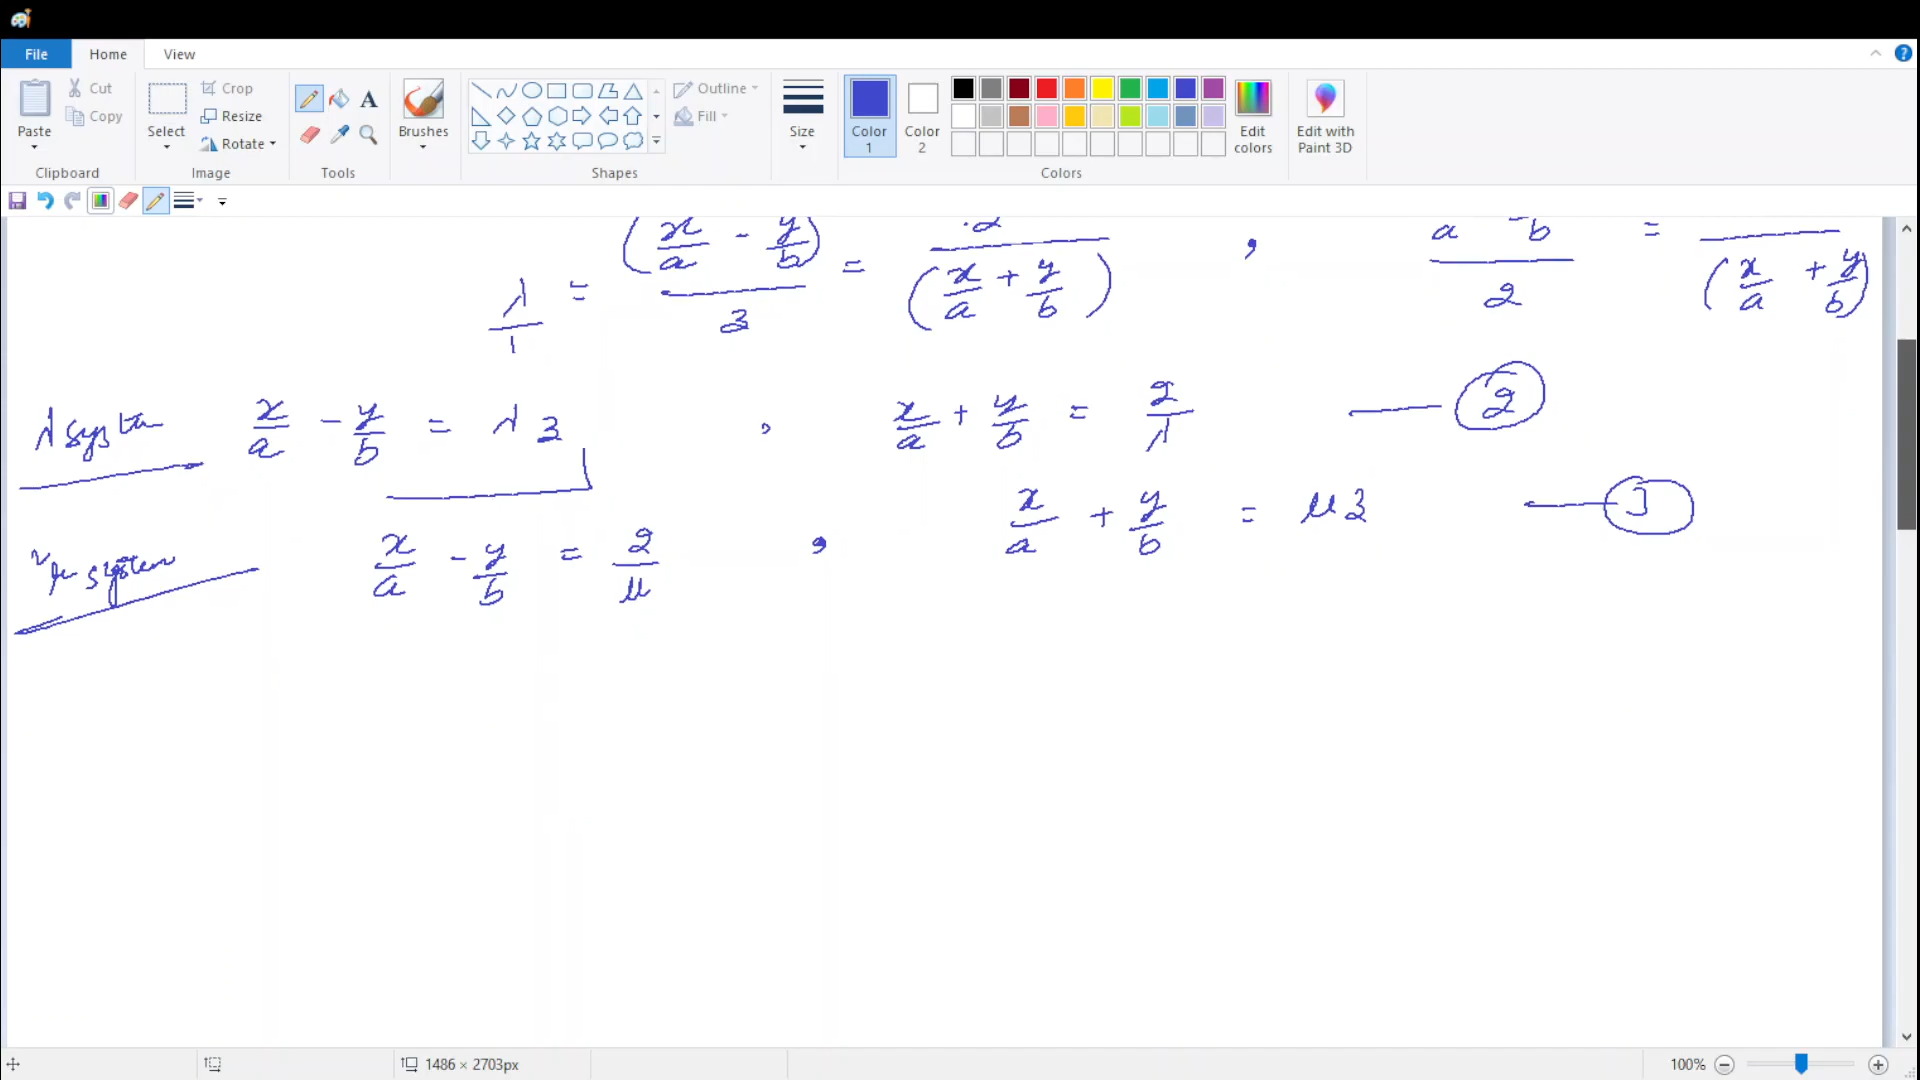 File Home View
Paste Cut Copy Select Crop Resize Rotate Brushes Outline Fill Size Color 1 Color 2 Edit colors Edit with Paint 3D
Clipboard Image Tools Shapes Colors
λ/1 = (x/a - y/b)/3 = 2/(x/a + y/b) , a - b / 2 = /(x/a + y/b)
λ system x/a - y/b = λ3 , x/a + y/b = 2/λ — 2
μ system x/a - y/b = 2/μ , x/a + y/b = μ3 — 3
1486 × 2703px 100%